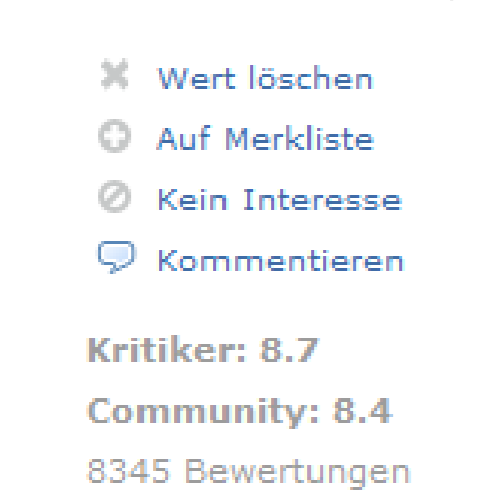 Wert löschen
Auf Merkliste
Kein Interesse
Kommentieren
Kritiker: 8.7
Community: 8.4
8345 Bewertungen